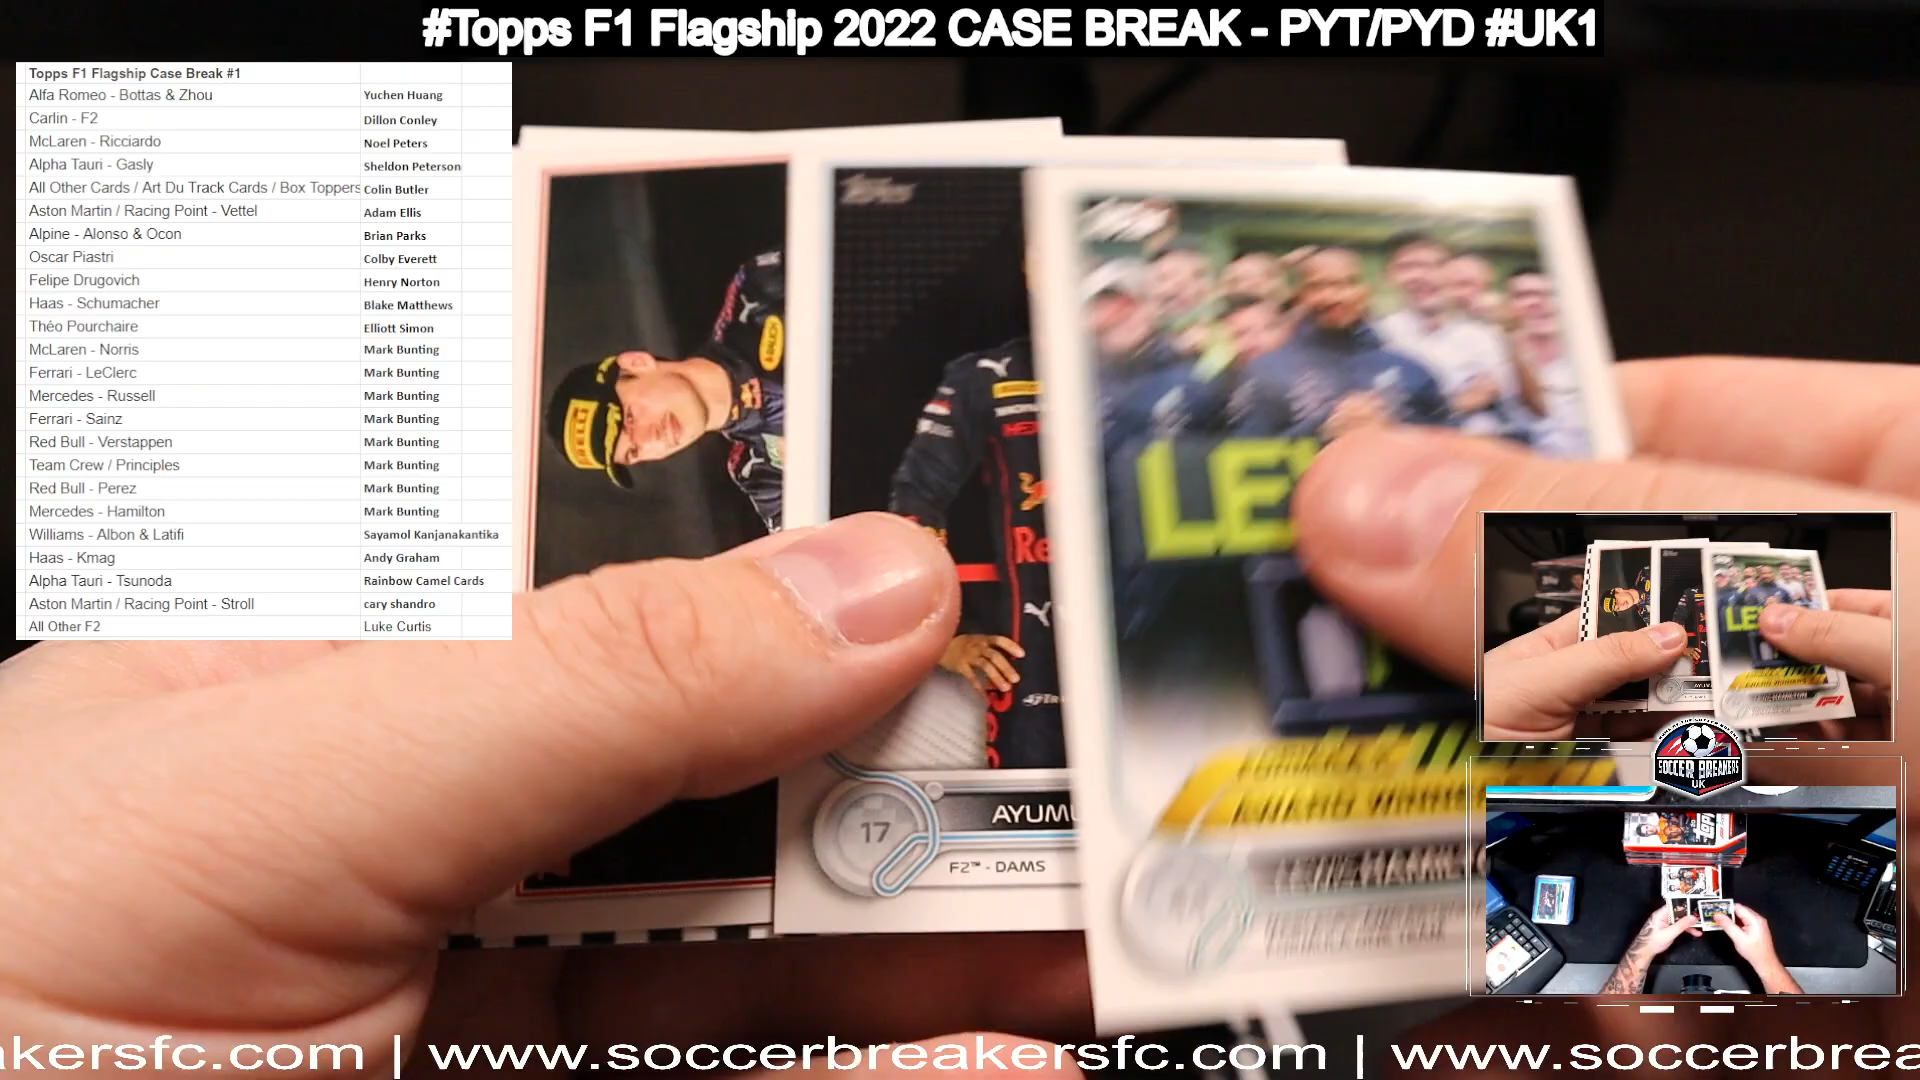 #Topps F1 Flagship 2022 CASE BREAK - PYT/PYD #UK1
Topps F1 Flagship Case Break #1
Alfa Romeo - Bottas & Zhou Yuchen Huang
Carlin - F2 Dillon Conley
McLaren - Ricciardo Noel Peters
Alpha Tauri - Gasly Sheldon Peterson
All Other Cards / Art Du Track Cards / Box Toppers Colin Butler
Aston Martin / Racing Point - Vettel Adam Ellis
Alpine - Alonso & Ocon Brian Parks
Oscar Piastri Colby Everett
Felipe Drugovich Henry Norton
Haas - Schumacher Blake Matthews
Théo Pourchaire Elliott Simon
McLaren - Norris Mark Bunting
Ferrari - LeClerc Mark Bunting
Mercedes - Russell Mark Bunting
Ferrari - Sainz Mark Bunting
Red Bull - Verstappen Mark Bunting
Team Crew / Principles Mark Bunting
Red Bull - Perez Mark Bunting
Mercedes - Hamilton Mark Bunting
Williams - Albon & Latifi Sayamol Kanjanakantika
Haas - Kmag Andy Graham
Alpha Tauri - Tsunoda Rainbow Camel Cards
Aston Martin / Racing Point - Stroll cary shandro
All Other F2 Luke Curtis
Topps
PIRELLI
Re
17
AYUMU
F2™ - DAMS
LE
SOCCER BREAKERS
UK
akersfc.com | www.soccerbreakersfc.com | www.soccerbrea